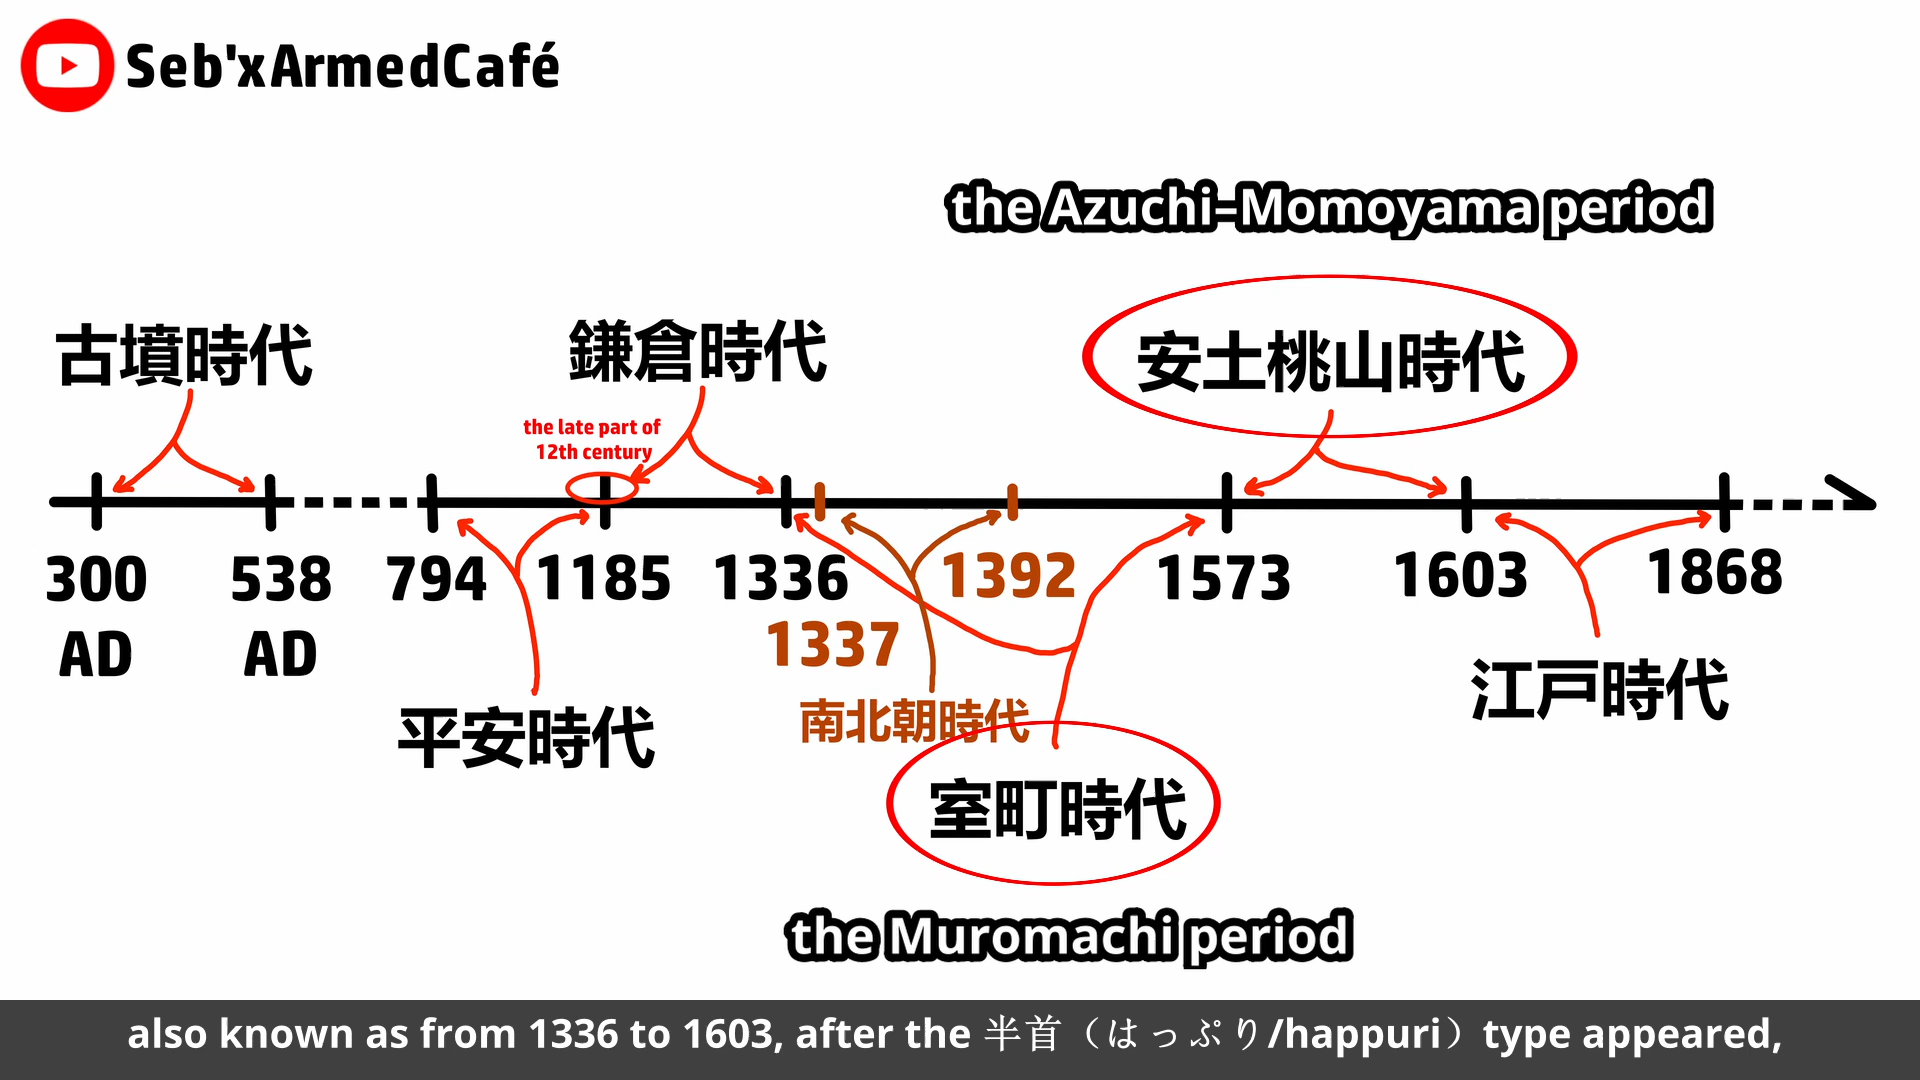 Seb'xArmedCafé
the Azuchi–Momoyama period
古墳時代
鎌倉時代
安土桃山時代
the late part of
12th century
300
AD
538
AD
794
1185
1336
1337
1392
1573
1603
1868
平安時代
南北朝時代
室町時代
江戸時代
the Muromachi period
also known as from 1336 to 1603, after the 半首（はっぷり/happuri）type appeared,